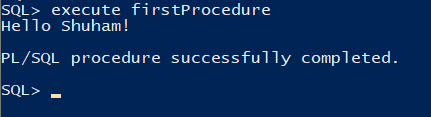 SQL> execute firstProcedure
Hello Shuham!
PL/SQL procedure successfully completed.
SQL>